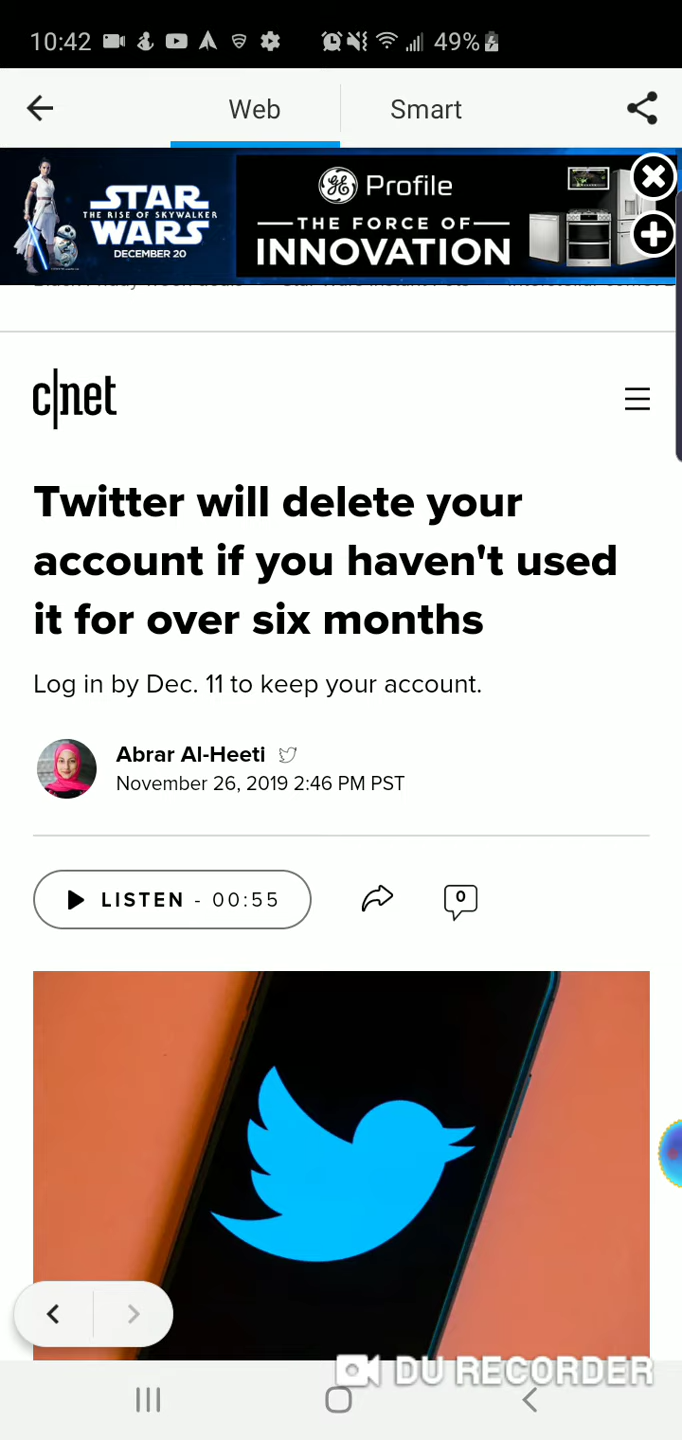 10:42
49%
Web
Smart
STAR
THE RISE OF SKYWALKER
WARS
DECEMBER 20
GE Profile
THE FORCE OF
INNOVATION
c|net
Twitter will delete your
account if you haven't used
it for over six months
Log in by Dec. 11 to keep your account.
Abrar Al-Heeti
November 26, 2019 2:46 PM PST
LISTEN - 00:55
0
DU RECORDER